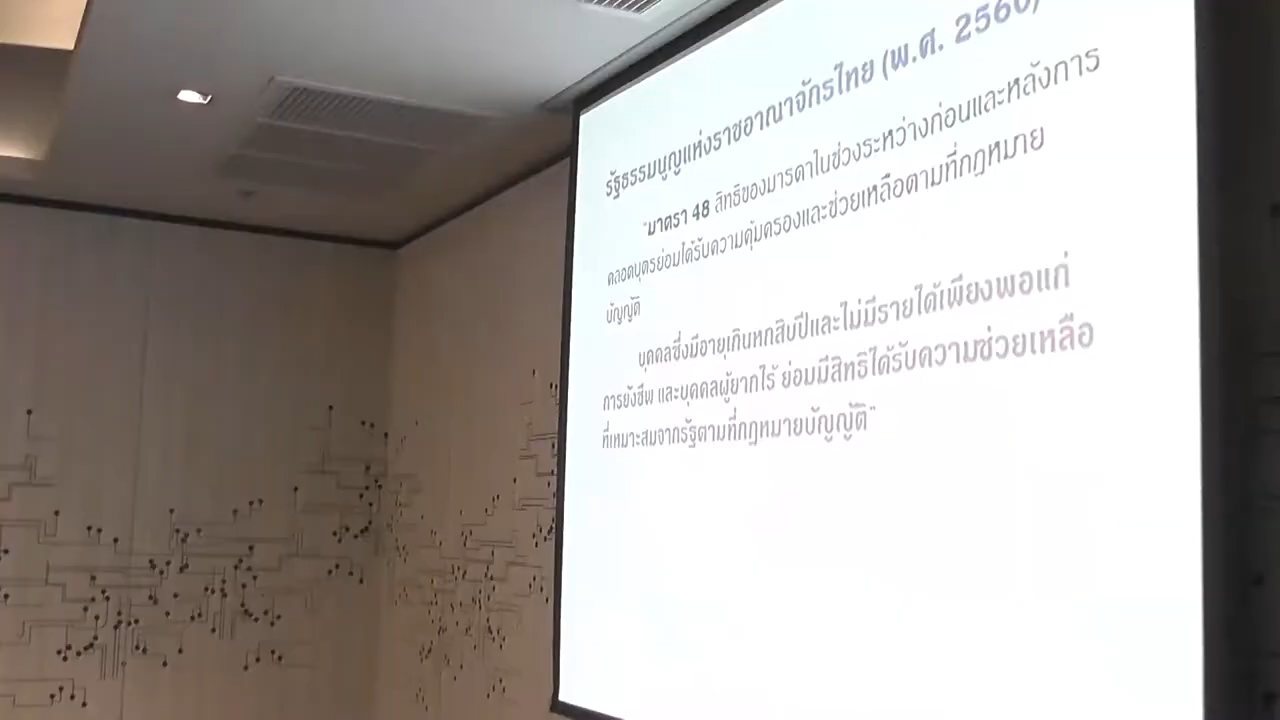 รัฐธรรมนูญแห่งราชอาณาจักรไทย (พ.ศ. 2560)
"มาตรา 48 สิทธิของมารดาในช่วงระหว่างก่อนและหลังการ
คลอดบุตรย่อมได้รับความคุ้มครองและช่วยเหลือตามที่กฎหมาย
บัญญัติ
บุคคลซึ่งมีอายุเกินหกสิบปีและไม่มีรายได้เพียงพอแก่
การยังชีพ และบุคคลผู้ยากไร้ ย่อมมีสิทธิได้รับความช่วยเหลือ
ที่เหมาะสมจากรัฐตามที่กฎหมายบัญญัติ"